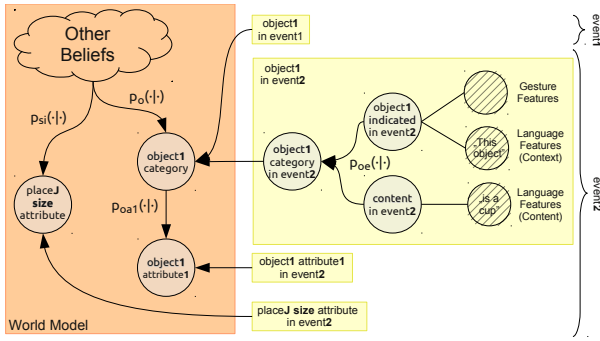 Other
Beliefs
object1
in event1
event1
object1
in event2
Gesture
Features
pₒ(·|·)
pₛᵢ(·|·)
object1
indicated
in event2
„This
object”
Language
Features
(Context)
object1
category
object1
category
in event2
pₒₑ(·|·)
placeJ
size
attribute
content
in event2
„is a
cup”
Language
Features
(Content)
event2
pₒₐ₁(·|·)
object1
attribute1
object1 attribute1
in event2
placeJ size attribute
in event2
World Model